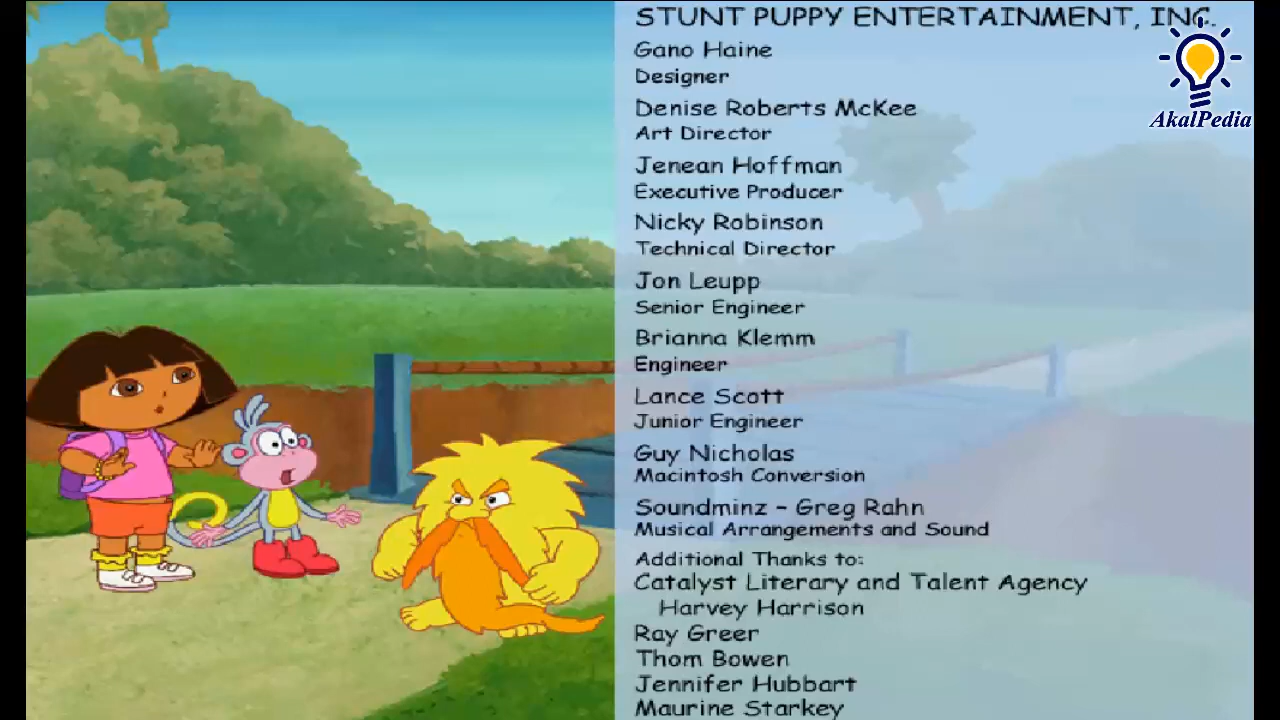 STUNT PUPPY ENTERTAINMENT, INC.
Gano Haine
Designer
Denise Roberts McKee
Art Director
Jenean Hoffman
Executive Producer
Nicky Robinson
Technical Director
Jon Leupp
Senior Engineer
Brianna Klemm
Engineer
Lance Scott
Junior Engineer
Guy Nicholas
Macintosh Conversion
Soundminz - Greg Rahn
Musical Arrangements and Sound
Additional Thanks to:
Catalyst Literary and Talent Agency
Harvey Harrison
Ray Greer
Thom Bowen
Jennifer Hubbart
Maurine Starkey
AkalPedia